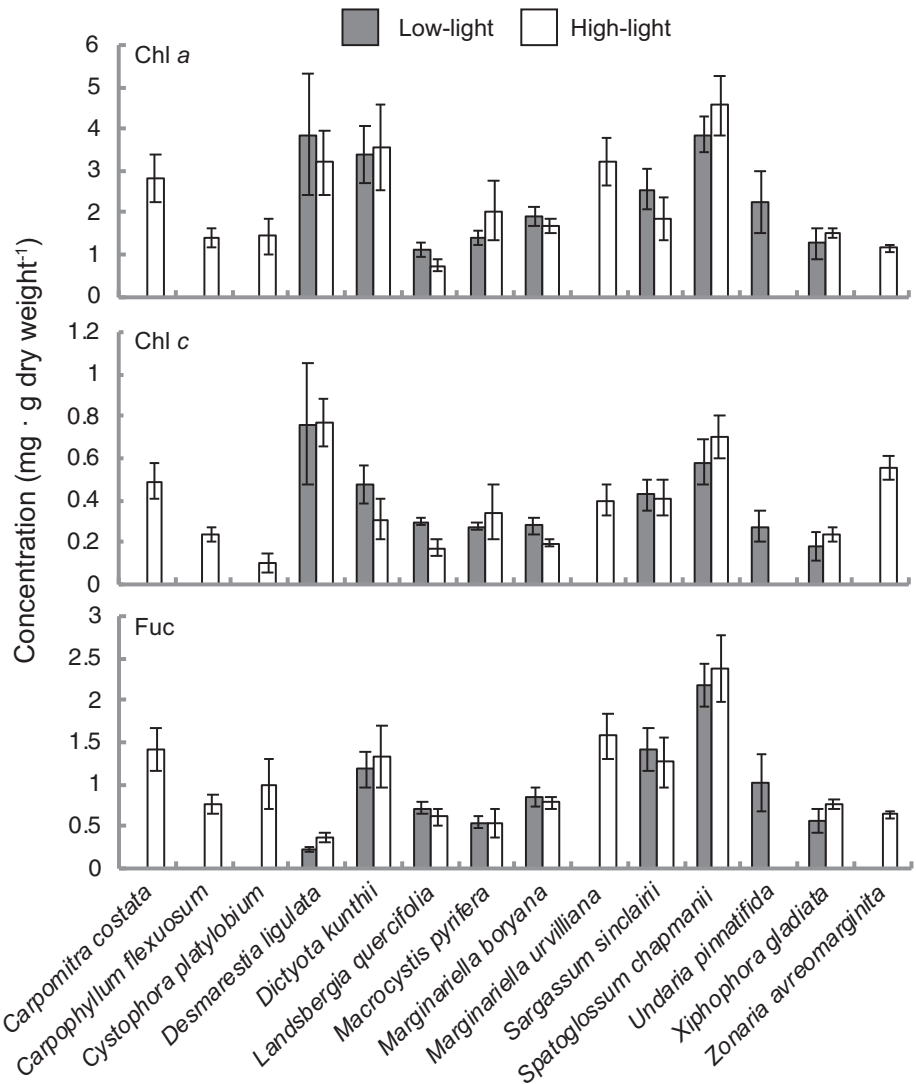 Low-light
High-light
Concentration (mg · g dry weight⁻¹)
Chl a
6
5
4
3
2
1
0
Chl c
1.2
1
0.8
0.6
0.4
0.2
0
Fuc
3
2.5
2
1.5
1
0.5
0
Carpomitra costata
Carpophyllum flexuosum
Cystophora platylobium
Desmarestia ligulata
Dictyota kunthii
Landsbergia quercifolia
Macrocystis pyrifera
Marginariella boryana
Marginariella urvilliana
Sargassum sinclairii
Spatoglossum chapmanii
Undaria pinnatifida
Xiphophora gladiata
Zonaria avreomarginita